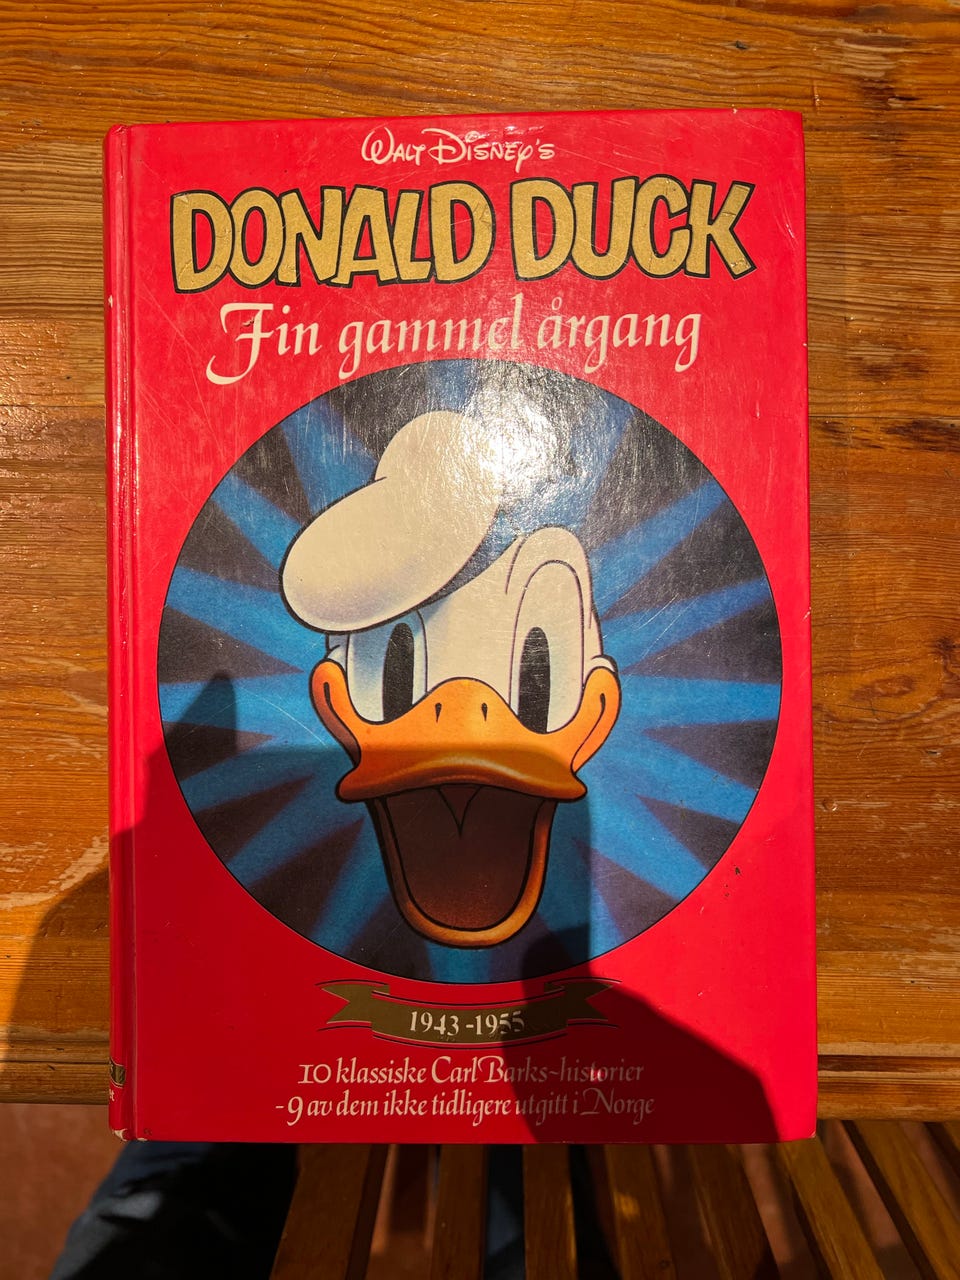 Walt Disney's
DONALD DUCK
Fin gammel årgang
1943-1955
10 klassiske Carl Barks-historier
-9 av dem ikke tidligere utgitt i Norge